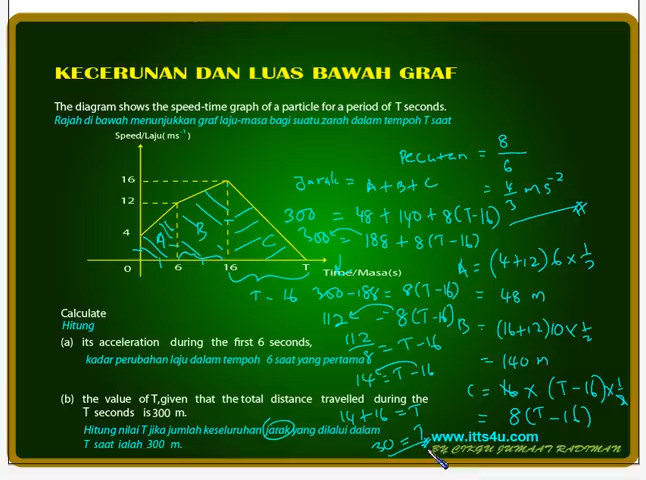 KECERUNAN DAN LUAS BAWAH GRAF
The diagram shows the speed-time graph of a particle for a period of T seconds.
Rajah di bawah menunjukkan graf laju-masa bagi suatu zarah dalam tempoh T saat
Speed/Laju( ms⁻¹)
16
12
4
0 6 16 T Time/Masa(s)
A B C
T - 16
Pecutan = 8/6
= 4/3 ms⁻²
Jarak = A+B+C
300 = 48 + 140 + 8(T-16)
300 = 188 + 8(T-16)
300-188 = 8(T-16)
112 = 8(T-16)
112/8 = T-16
14 = T-16
14+16 = T
30 = T
A = (4+12)6 × 1/2
= 48 m
B = (16+12)10 × 1/2
= 140 m
C = 16 × (T-16) × 1/2
= 8(T-16)
Calculate
Hitung
(a) its acceleration during the first 6 seconds,
kadar perubahan laju dalam tempoh 6 saat yang pertama
(b) the value of T,given that the total distance travelled during the
T seconds is 300 m.
Hitung nilai T jika jumlah keseluruhan jarak yang dilalui dalam
T saat ialah 300 m.
www.itts4u.com
BY CIKGU JUMAAT RADIMAN